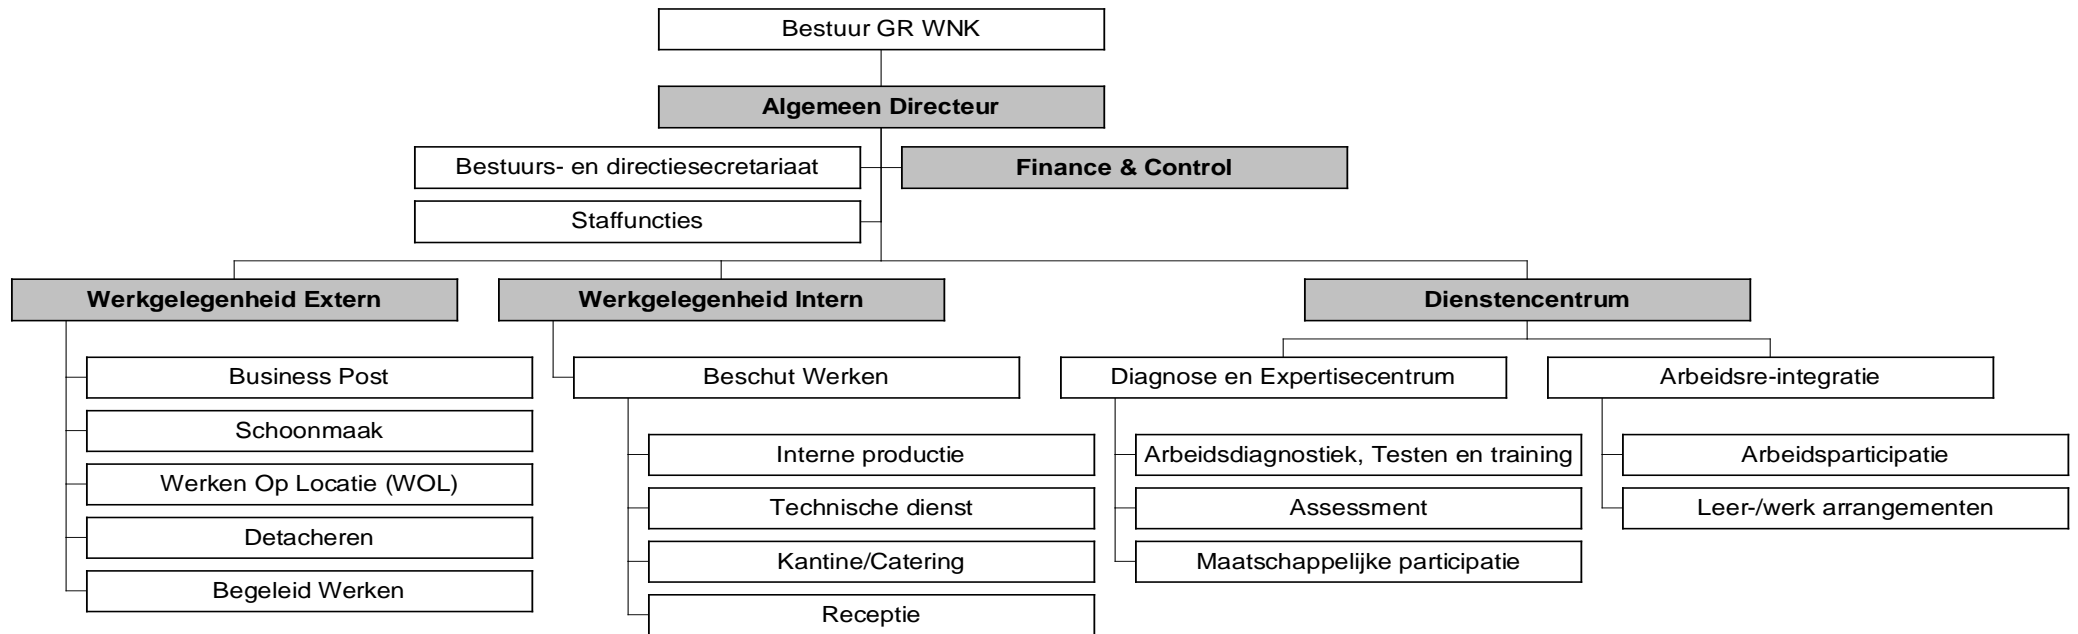 Bestuur GR WNK
Algemeen Directeur
Bestuurs- en directiesecretariaat
Finance & Control
Staffuncties
Werkgelegenheid Extern
Werkgelegenheid Intern
Dienstencentrum
Business Post
Schoonmaak
Werken Op Locatie (WOL)
Detacheren
Begeleid Werken
Beschut Werken
Interne productie
Technische dienst
Kantine/Catering
Receptie
Diagnose en Expertisecentrum
Arbeidsdiagnostiek, Testen en training
Assessment
Maatschappelijke participatie
Arbeidsre-integratie
Arbeidsparticipatie
Leer-/werk arrangementen